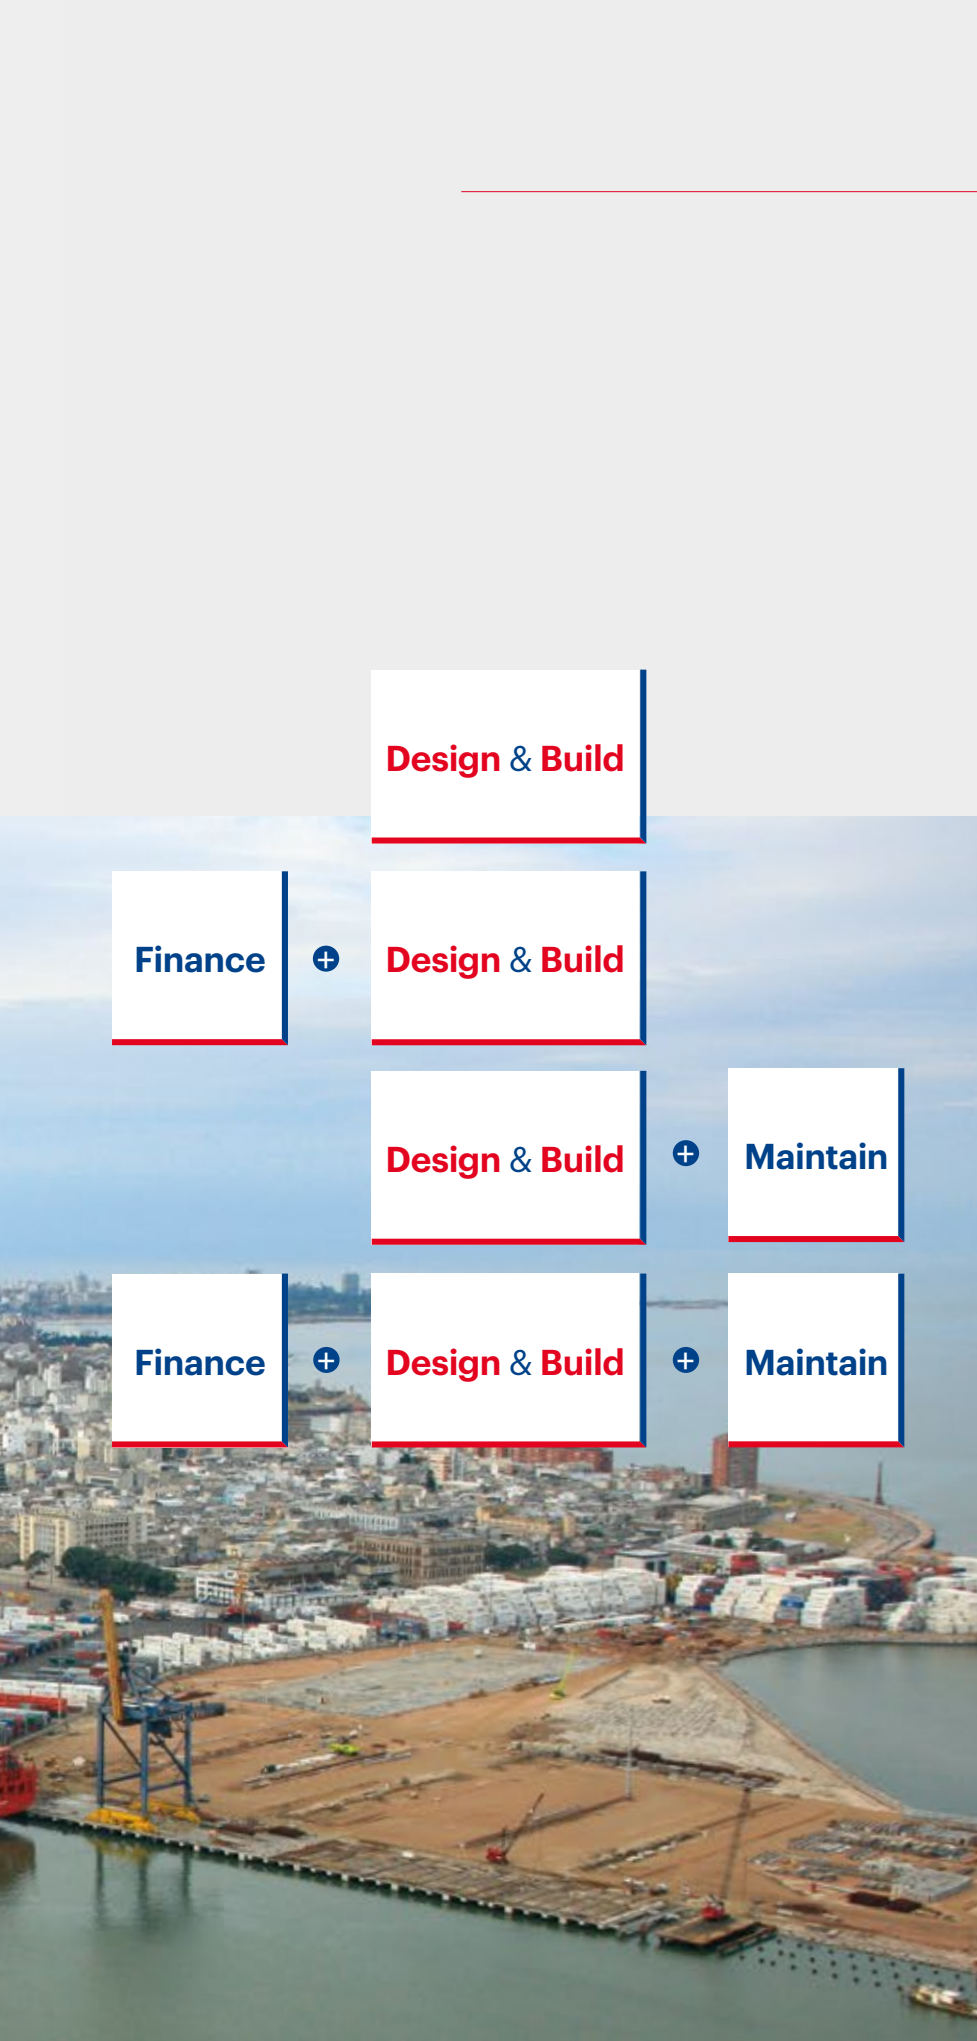 Design & Build
Finance + Design & Build
Design & Build + Maintain
Finance + Design & Build + Maintain